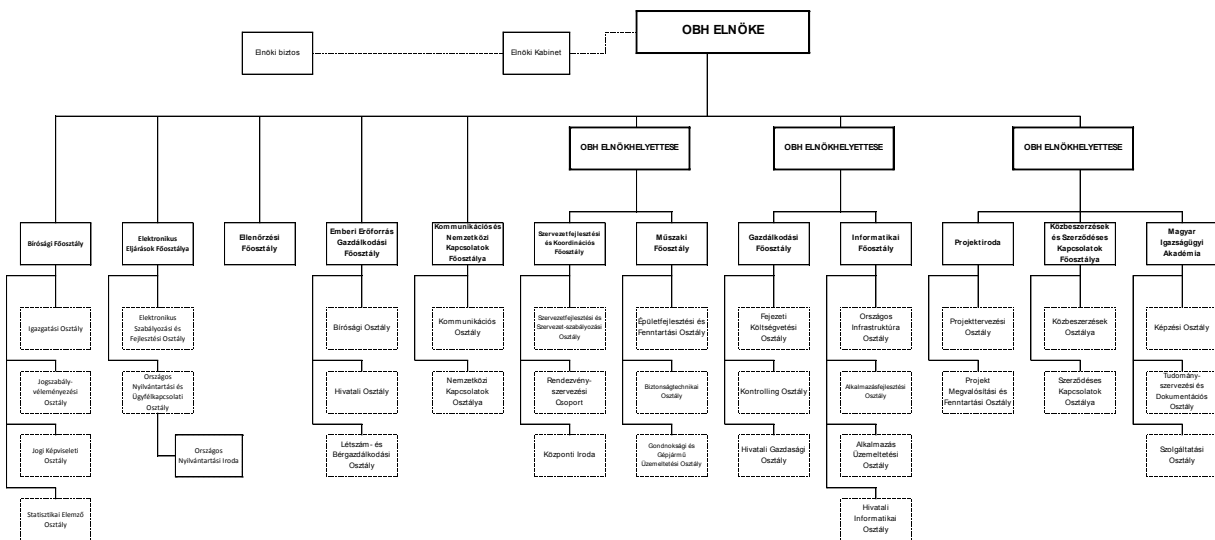 OBH ELNÖKE
Elnöki biztos
Elnöki Kabinet
OBH ELNÖKHELYETTESE
OBH ELNÖKHELYETTESE
OBH ELNÖKHELYETTESE
Bírósági Főosztály
Elektronikus
Eljárások Főosztálya
Ellenőrzési
Főosztály
Emberi Erőforrás
Gazdálkodási
Főosztály
Kommunikációs és
Nemzetközi
Kapcsolatok
Főosztálya
Szervezetfejlesztési
és Koordinációs
Főosztály
Műszaki
Főosztály
Gazdálkodási
Főosztály
Informatikai
Főosztály
Projektiroda
Közbeszerzések
és Szerződéses
Kapcsolatok
Főosztálya
Magyar
Igazságügyi
Akadémia
Igazgatási Osztály
Elektronikus
Szabályozási és
Fejlesztési Osztály
Bírósági Osztály
Kommunikációs
Osztály
Szervezetfejlesztési és
Szervezet-szabályozási
Osztály
Épületfejlesztési és
Fenntartási Osztály
Fejezeti
Költségvetési
Osztály
Országos
Infrastruktúra
Osztály
Projekttervezési
Osztály
Közbeszerzések
Osztálya
Képzési Osztály
Jogszabály-
véleményezési
Osztály
Országos
Nyilvántartási és
Ügyfélkapcsolati
Osztály
Hivatali Osztály
Nemzetközi
Kapcsolatok
Osztálya
Rendezvény-
szervezési
Csoport
Biztonságtechnikai
Osztály
Kontrolling Osztály
Alkalmazásfejlesztési
Osztály
Projekt
Megvalósítási és
Fenntartási Osztály
Szerződéses
Kapcsolatok
Osztálya
Tudomány-
szervezési és
Dokumentációs
Osztály
Jogi Képviseleti
Osztály
Országos
Nyilvántartási Iroda
Létszám- és
Bérgazdálkodási
Osztály
Központi Iroda
Gondnoksági és
Gépjármű
Üzemeltetési Osztály
Hivatali Gazdasági
Osztály
Alkalmazás
Üzemeltetési
Osztály
Szolgáltatási
Osztály
Statisztikai Elemző
Osztály
Hivatali
Informatikai
Osztály